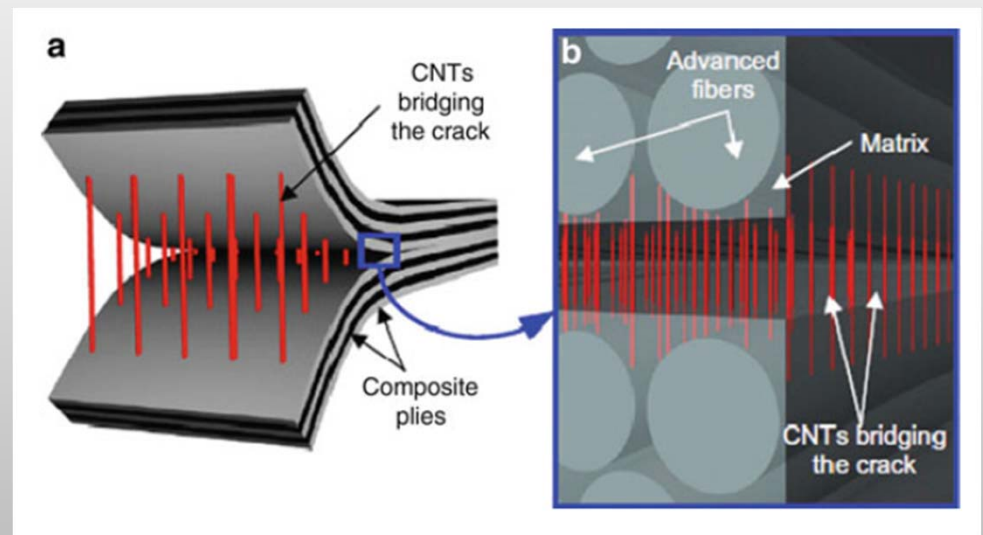 a
CNTs
bridging
the crack
Composite
plies
b
Advanced
fibers
Matrix
CNTs bridging
the crack